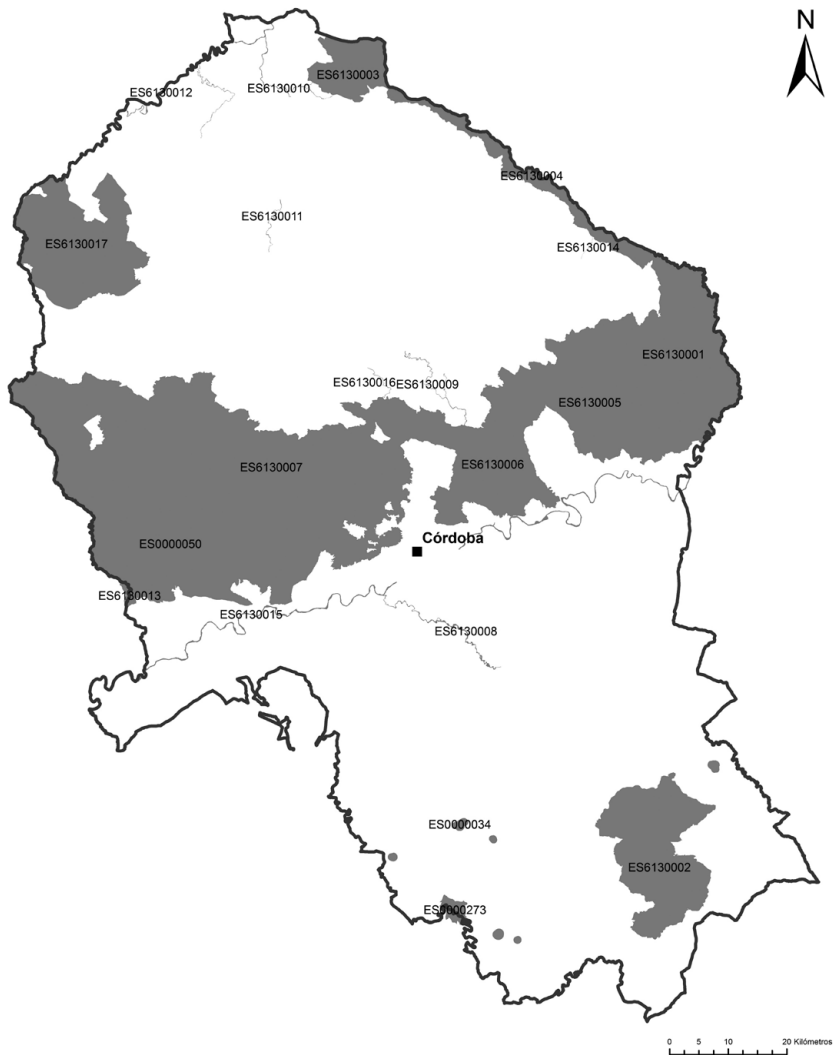 N
ES6130003
ES6130010
ES6130012
ES6130004
ES6130011
ES6130017
ES6130014
ES6130001
ES6130016
ES6130009
ES6130005
ES6130007
ES6130006
Córdoba
ES0000050
ES6130013
ES6130015
ES6130008
ES0000034
ES6130002
ES0000273
0 5 10 20 Kilómetros